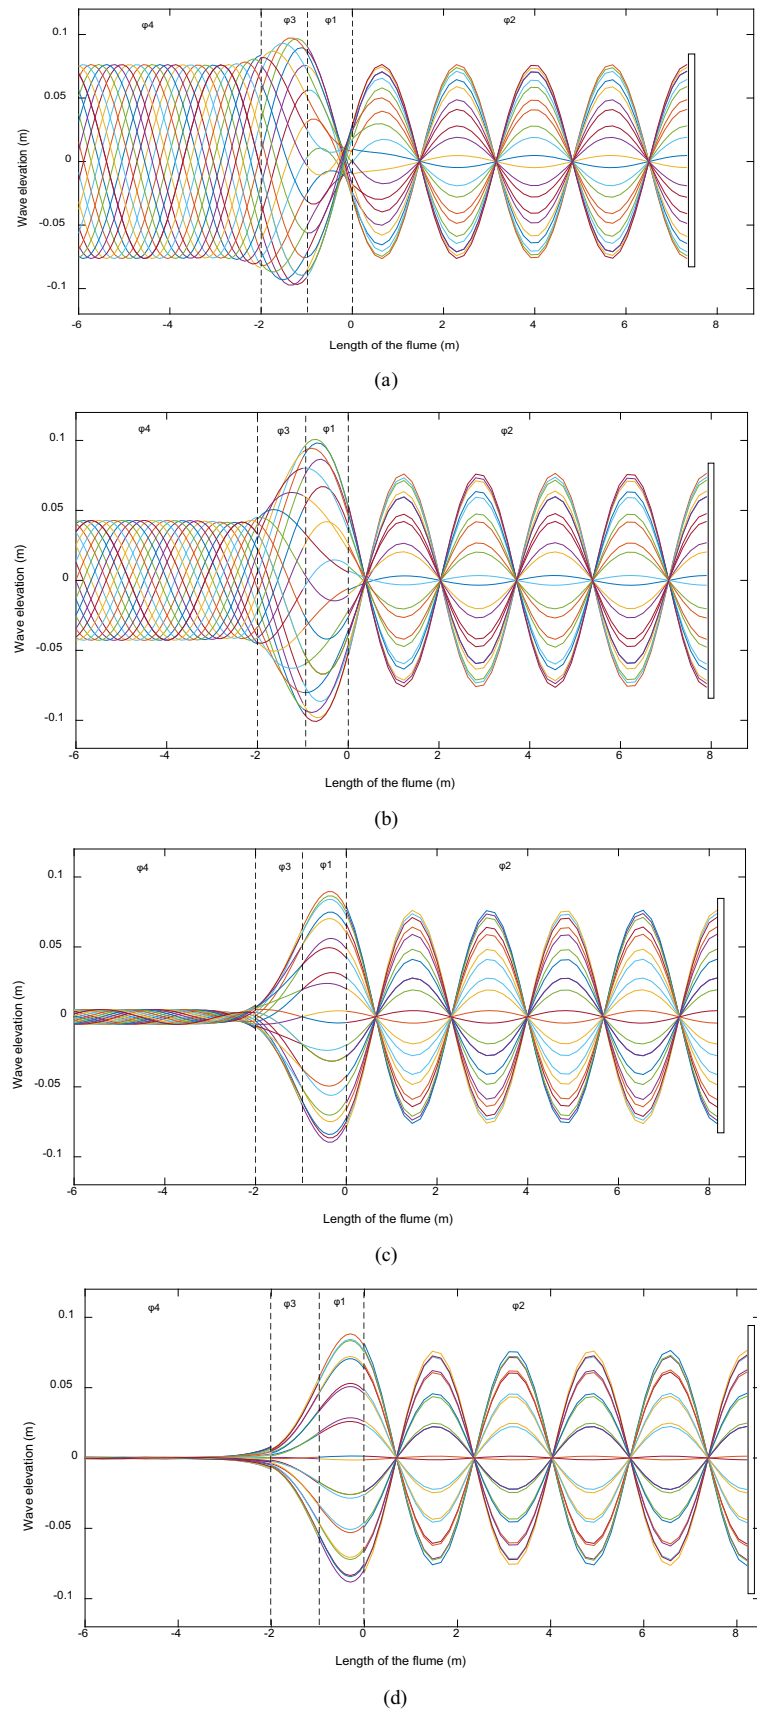 φ4 φ3 φ1 φ2
0.1
0.05
0
-0.05
-0.1
Wave elevation (m)
-6 -4 -2 0 2 4 6 8
Length of the flume (m)
(a)
φ4 φ3 φ1 φ2
0.1
0.05
0
-0.05
-0.1
Wave elevation (m)
-6 -4 -2 0 2 4 6 8
Length of the flume (m)
(b)
φ4 φ3 φ1 φ2
0.1
0.05
0
-0.05
-0.1
Wave elevation (m)
-6 -4 -2 0 2 4 6 8
Length of the flume (m)
(c)
φ4 φ3 φ1 φ2
0.1
0.05
0
-0.05
-0.1
Wave elevation (m)
-6 -4 -2 0 2 4 6 8
Length of the flume (m)
(d)